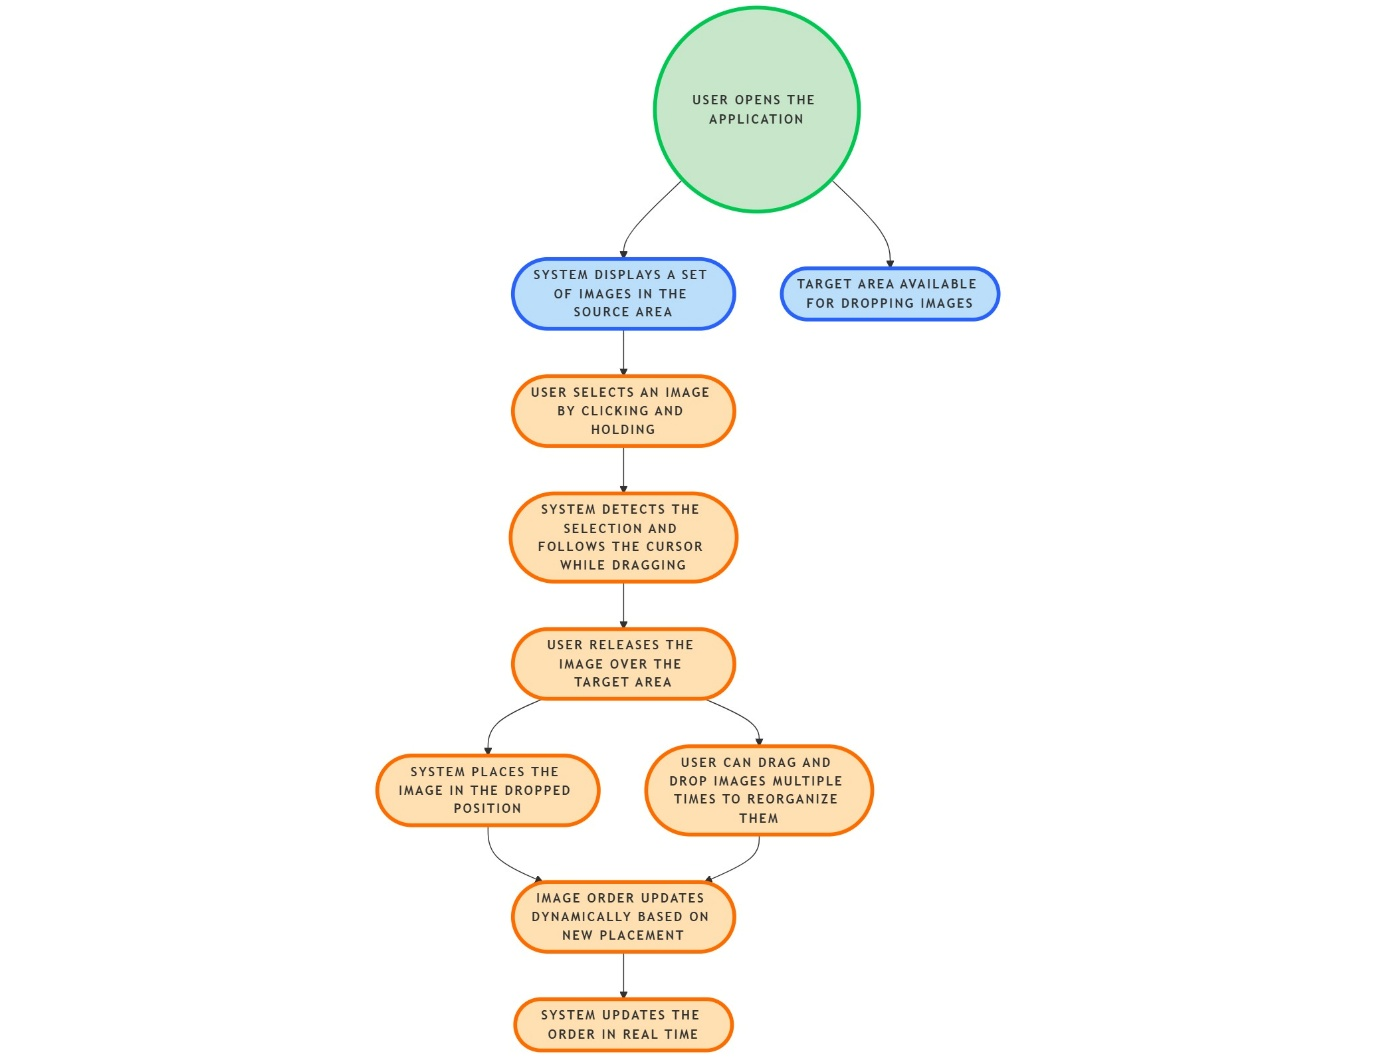 USER OPENS THE
APPLICATION
SYSTEM DISPLAYS A SET
OF IMAGES IN THE
SOURCE AREA
TARGET AREA AVAILABLE
FOR DROPPING IMAGES
USER SELECTS AN IMAGE
BY CLICKING AND
HOLDING
SYSTEM DETECTS THE
SELECTION AND
FOLLOWS THE CURSOR
WHILE DRAGGING
USER RELEASES THE
IMAGE OVER THE
TARGET AREA
SYSTEM PLACES THE
IMAGE IN THE DROPPED
POSITION
USER CAN DRAG AND
DROP IMAGES MULTIPLE
TIMES TO REORGANIZE
THEM
IMAGE ORDER UPDATES
DYNAMICALLY BASED ON
NEW PLACEMENT
SYSTEM UPDATES THE
ORDER IN REAL TIME